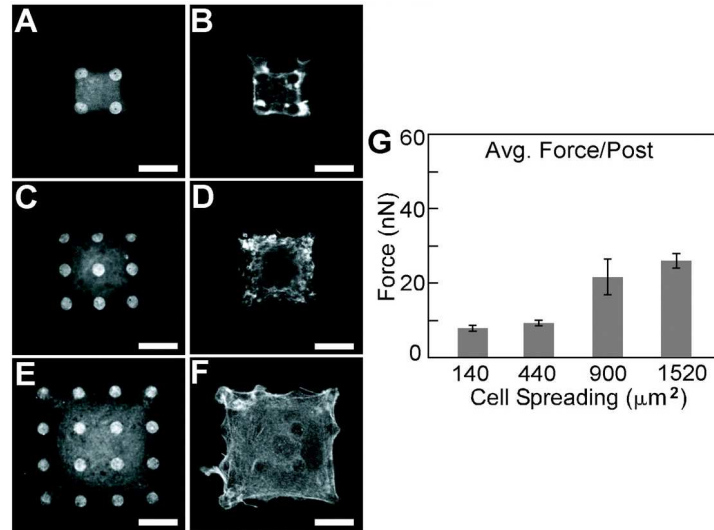 A
B
C
D
E
F
G
Avg. Force/Post
60
40
20
0
Force (nN)
140 440 900 1520
Cell Spreading (μm²)